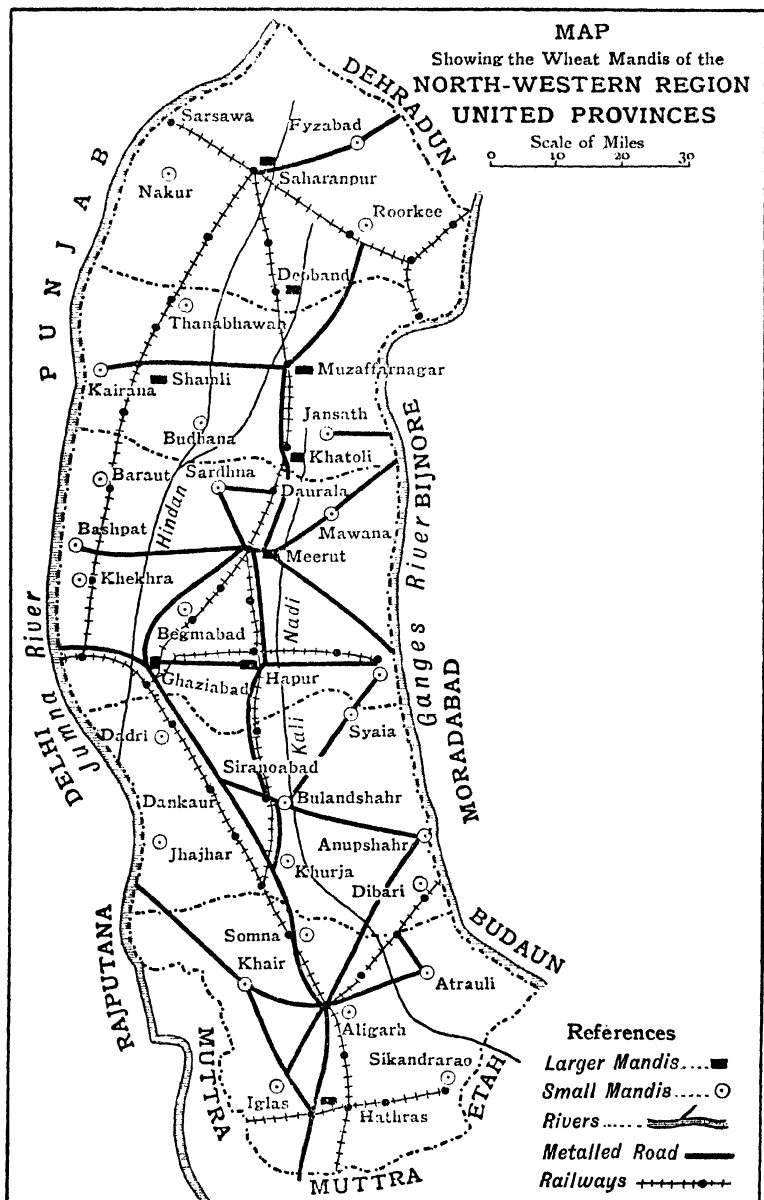 MAP
Showing the Wheat Mandis of the
NORTH-WESTERN REGION
UNITED PROVINCES
Scale of Miles
0 10 20 30
DEHRADUN
Sarsawa
Fyzabad
Saharanpur
Nakur
Roorkee
PUNJAB
Deoband
Thanabhawan
Kairana
Shamli
Muzaffarnagar
Jansath
Budhana
Khatoli
BIJNORE
Baraut
Sardhna
Daurala
Hindan
Mawana
Bashpat
Meerut
Khekhra
Ganges River
Begmabad
Nadi
Jumna River
Ghaziabad
Hapur
Kali
DELHI
Dadri
Syaia
MORADABAD
Siranoabad
Dankaur
Bulandshahr
Jhajhar
Anupshahr
Khurja
Dibari
RAJPUTANA
Somna
BUDAUN
Khair
Atrauli
Aligarh
MUTTRA
Sikandrarao
ETAH
Iglas
Hathras
MUTTRA
References
Larger Mandis....
Small Mandis.....
Rivers.....
Metalled Road
Railways